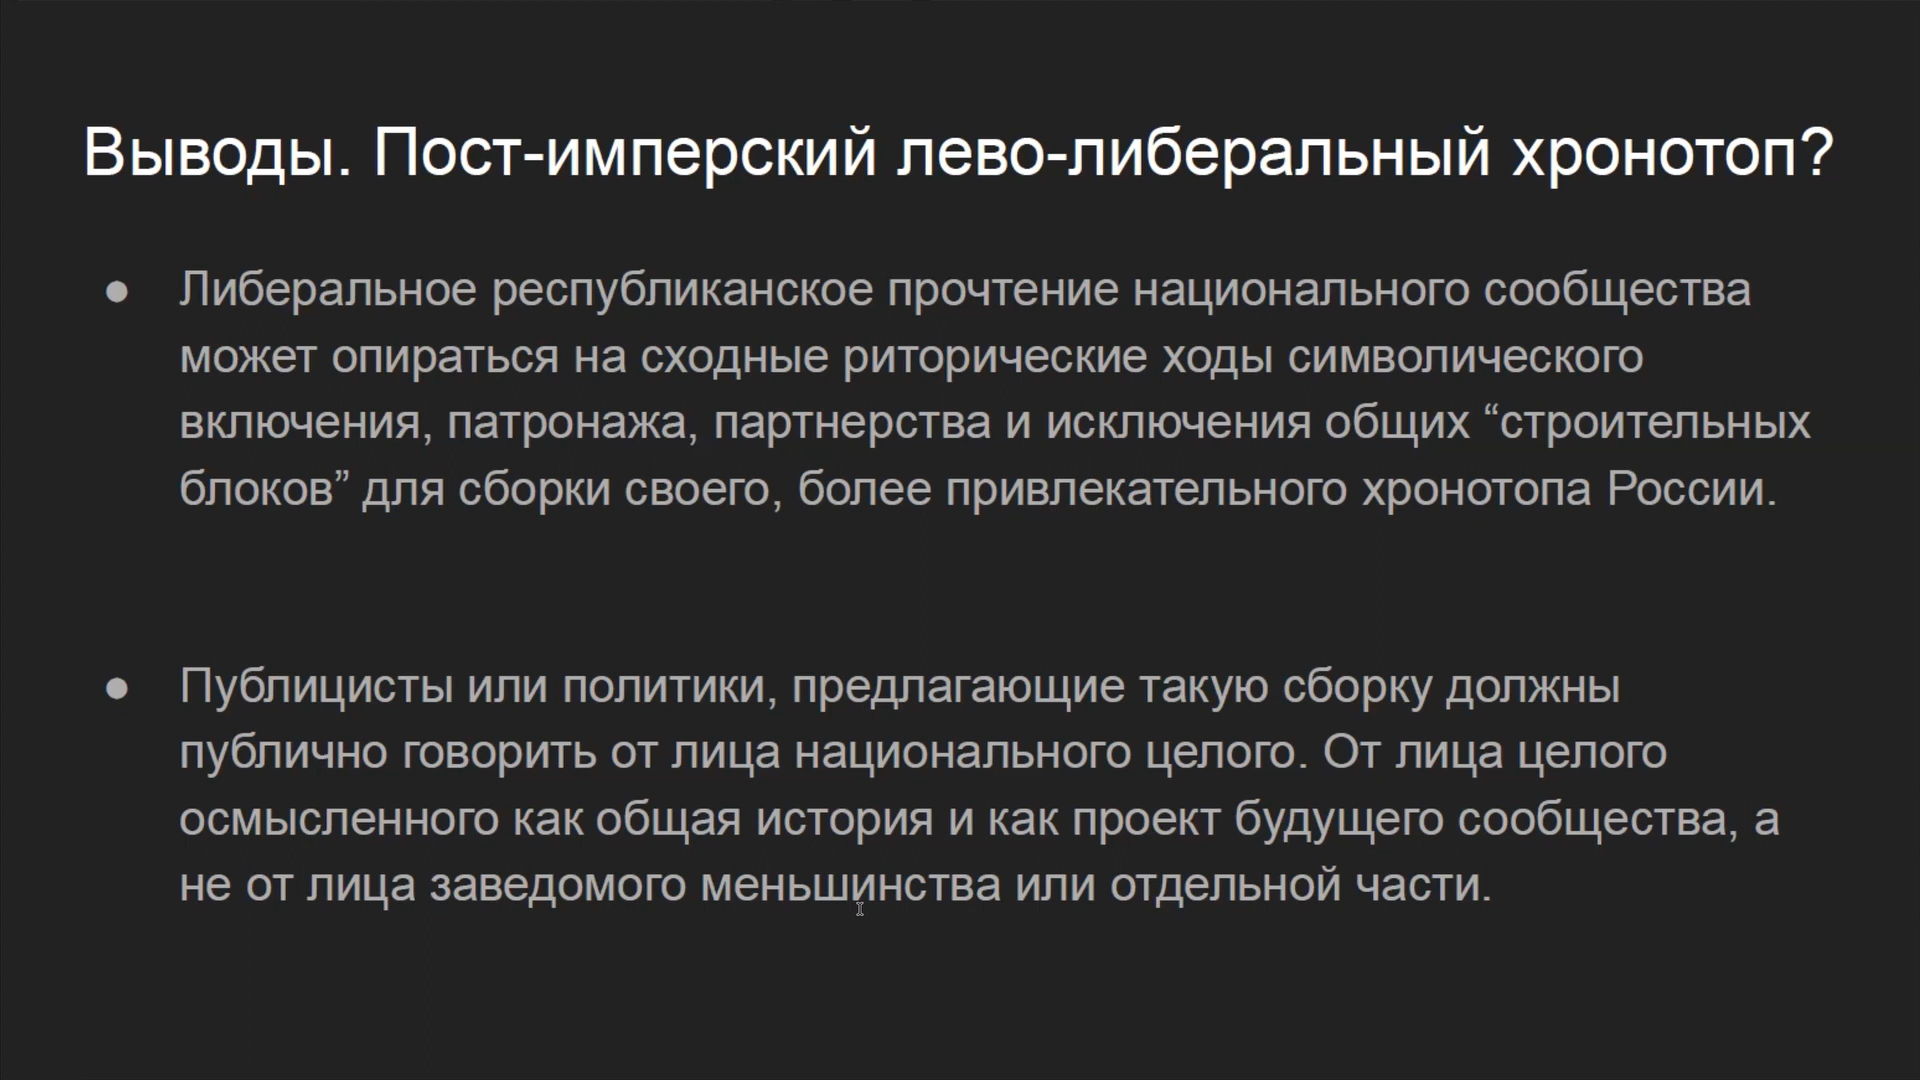 Выводы. Пост-имперский лево-либеральный хронотоп?
● Либеральное республиканское прочтение национального сообщества
может опираться на сходные риторические ходы символического
включения, патронажа, партнерства и исключения общих “строительных
блоков” для сборки своего, более привлекательного хронотопа России.
● Публицисты или политики, предлагающие такую сборку должны
публично говорить от лица национального целого. От лица целого
осмысленного как общая история и как проект будущего сообщества, а
не от лица заведомого меньшинства или отдельной части.